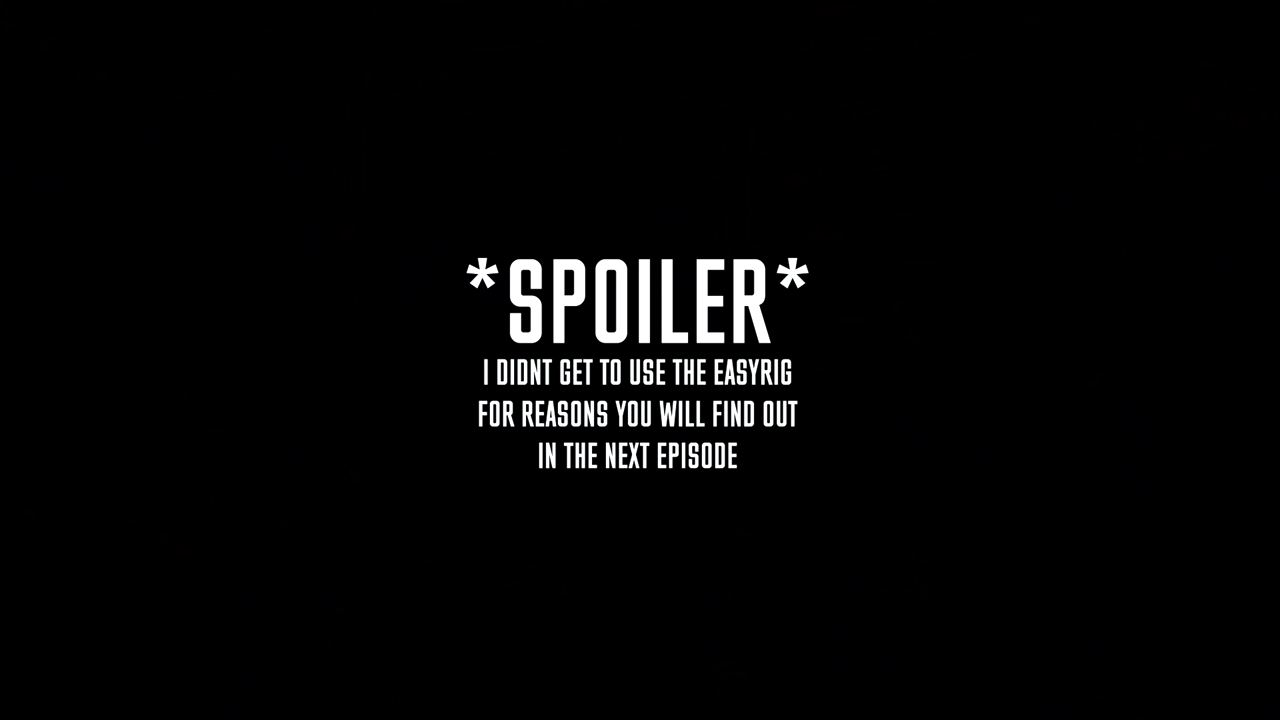 *SPOILER*
I DIDNT GET TO USE THE EASYRIG
FOR REASONS YOU WILL FIND OUT
IN THE NEXT EPISODE